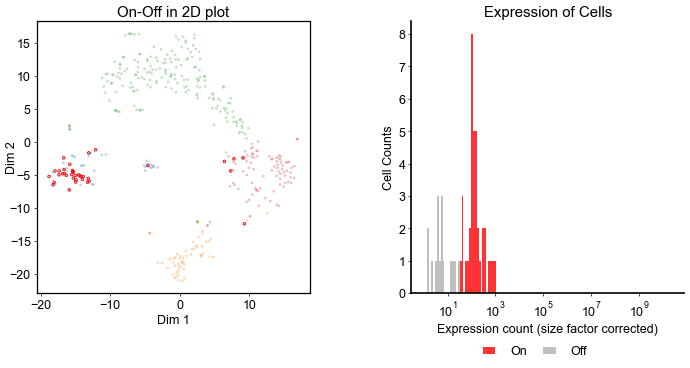 On-Off in 2D plot
15
10
5
0
−5
−10
−15
−20
Dim 2
−20 −10 0 10
Dim 1
Expression of Cells
8
7
6
5
4
3
2
1
0
Cell Counts
10^1 10^3 10^5 10^7 10^9
Expression count (size factor corrected)
On Off